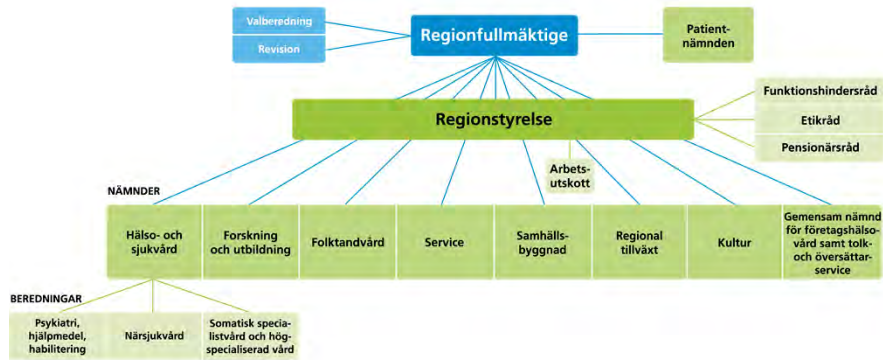 Valberedning
Revision
Regionfullmäktige
Patient-
nämnden
Regionstyrelse
Funktionshindersråd
Etikråd
Pensionärsråd
Arbets-
utskott
NÄMNDER
Hälso- och
sjukvård
Forskning
och utbildning
Folktandvård
Service
Samhälls-
byggnad
Regional
tillväxt
Kultur
Gemensam nämnd
för företagshälso-
vård samt tolk-
och översättar-
service
BEREDNINGAR
Psykiatri,
hjälpmedel,
habilitering
Närsjukvård
Somatisk specia-
listvård och hög-
specialiserad vård